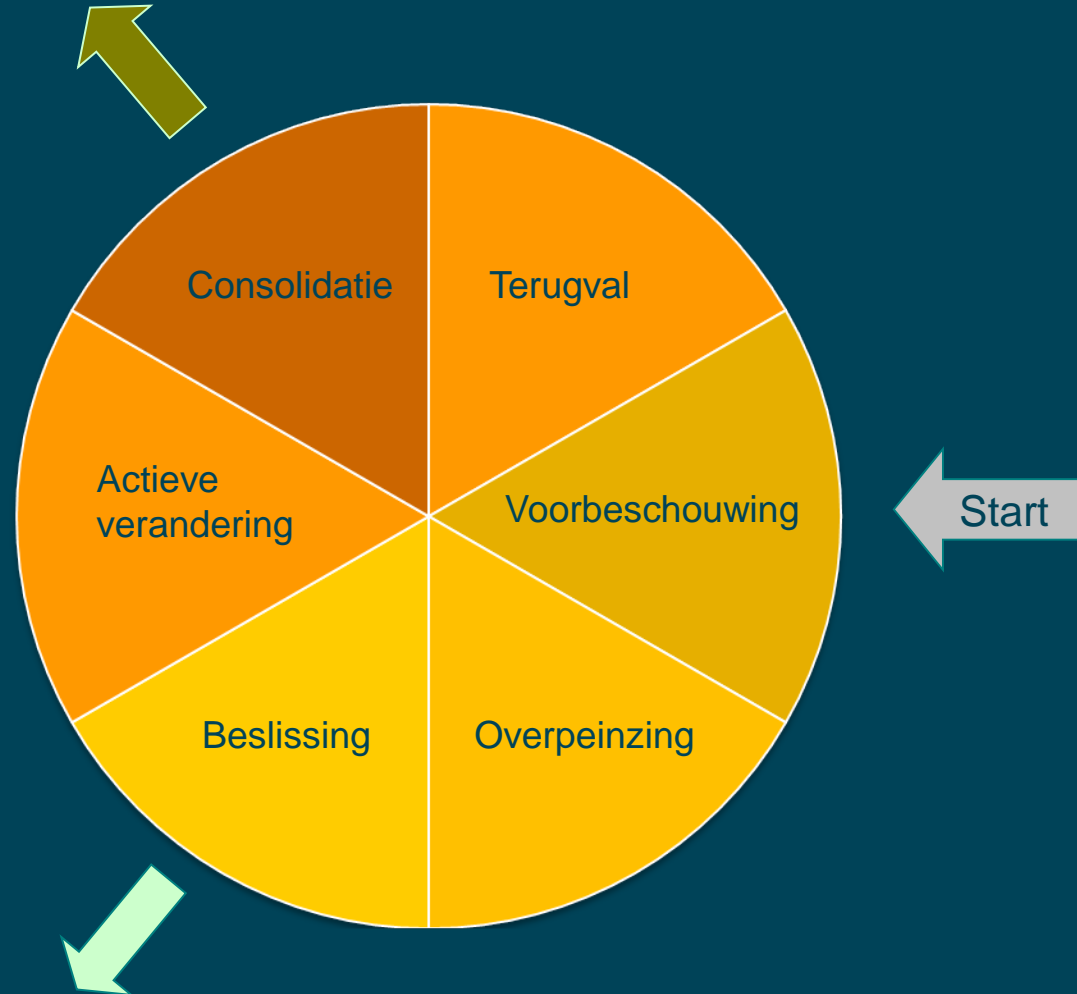 Consolidatie
Terugval
Actieve
verandering
Voorbeschouwing
Start
Beslissing
Overpeinzing